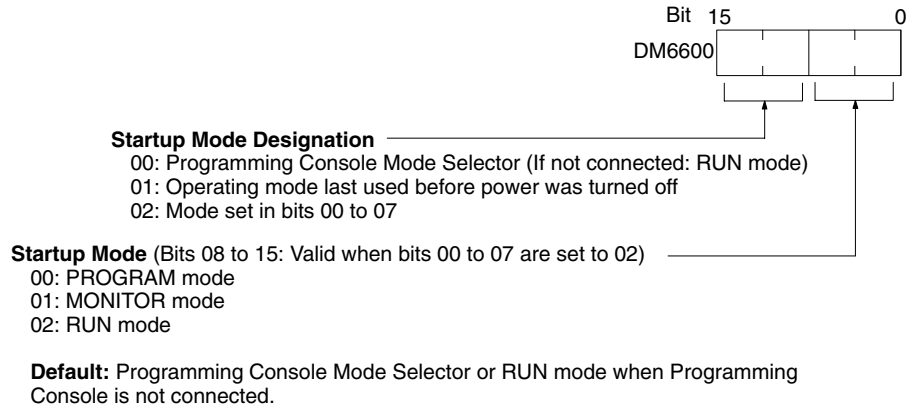 Bit 15 0
DM6600
Startup Mode Designation
00: Programming Console Mode Selector (If not connected: RUN mode)
01: Operating mode last used before power was turned off
02: Mode set in bits 00 to 07
Startup Mode (Bits 08 to 15: Valid when bits 00 to 07 are set to 02)
00: PROGRAM mode
01: MONITOR mode
02: RUN mode
Default: Programming Console Mode Selector or RUN mode when Programming
Console is not connected.